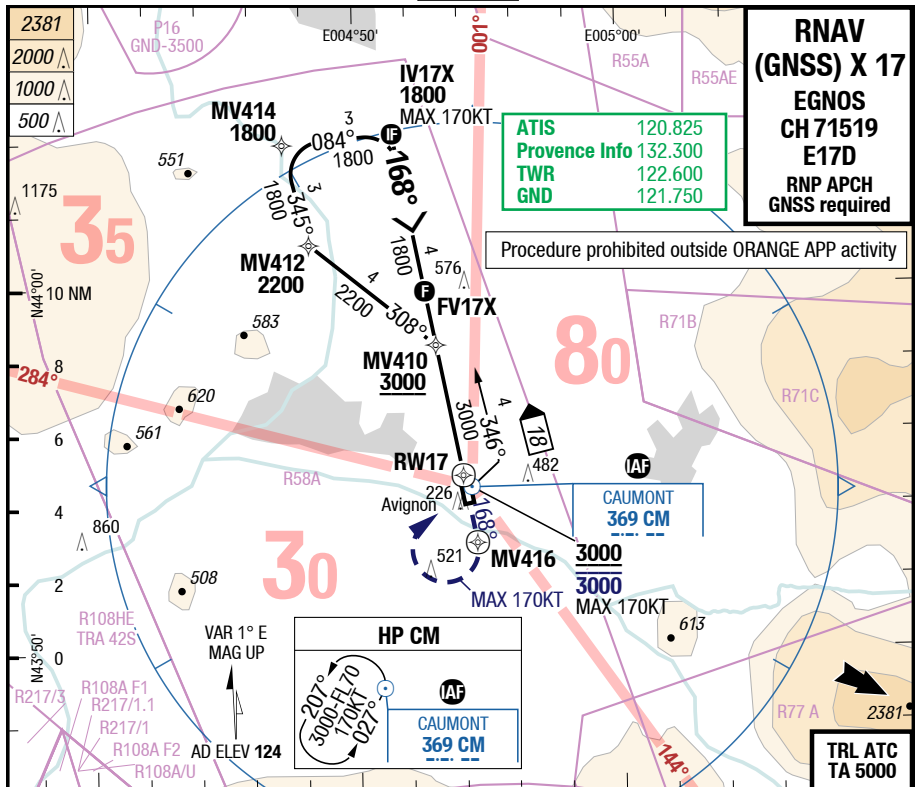 2381
2000
1000
500
P16
GND-3500
E004°50'
001°
E005°00'
R55A
R55AE
RNAV
(GNSS) X 17
EGNOS
CH 71519
E17D
RNP APCH
GNSS required
IV17X
1800
MAX 170KT
MV414
1800
3
084°
1800
IF
168°
ATIS 120.825
Provence Info 132.300
TWR 122.600
GND 121.750
551
1175
35
3
345°
1800
Procedure prohibited outside ORANGE APP activity
MV412
2200
4
1800
576
N44°00'
10 NM
4
2200
308°
F
FV17X
R71B
583
MV410
3000
80
8
284°
R71C
620
3000
4
346°
18
6
561
RW17
482
IAF
R58A
226
Avignon
CAUMONT
369 CM
4
168°
860
521
MV416
3000
3000
MAX 170KT
30
2
508
MAX 170KT
R108HE
TRA 42S
VAR 1° E
MAG UP
HP CM
613
N43°50'
0
207°
3000-FL70
170KT
027°
IAF
CAUMONT
369 CM
R217/3
R108A F1
R217/1.1
R217/1
R108A F2
R108A/U
AD ELEV 124
R77 A
2381
144°
TRL ATC
TA 5000